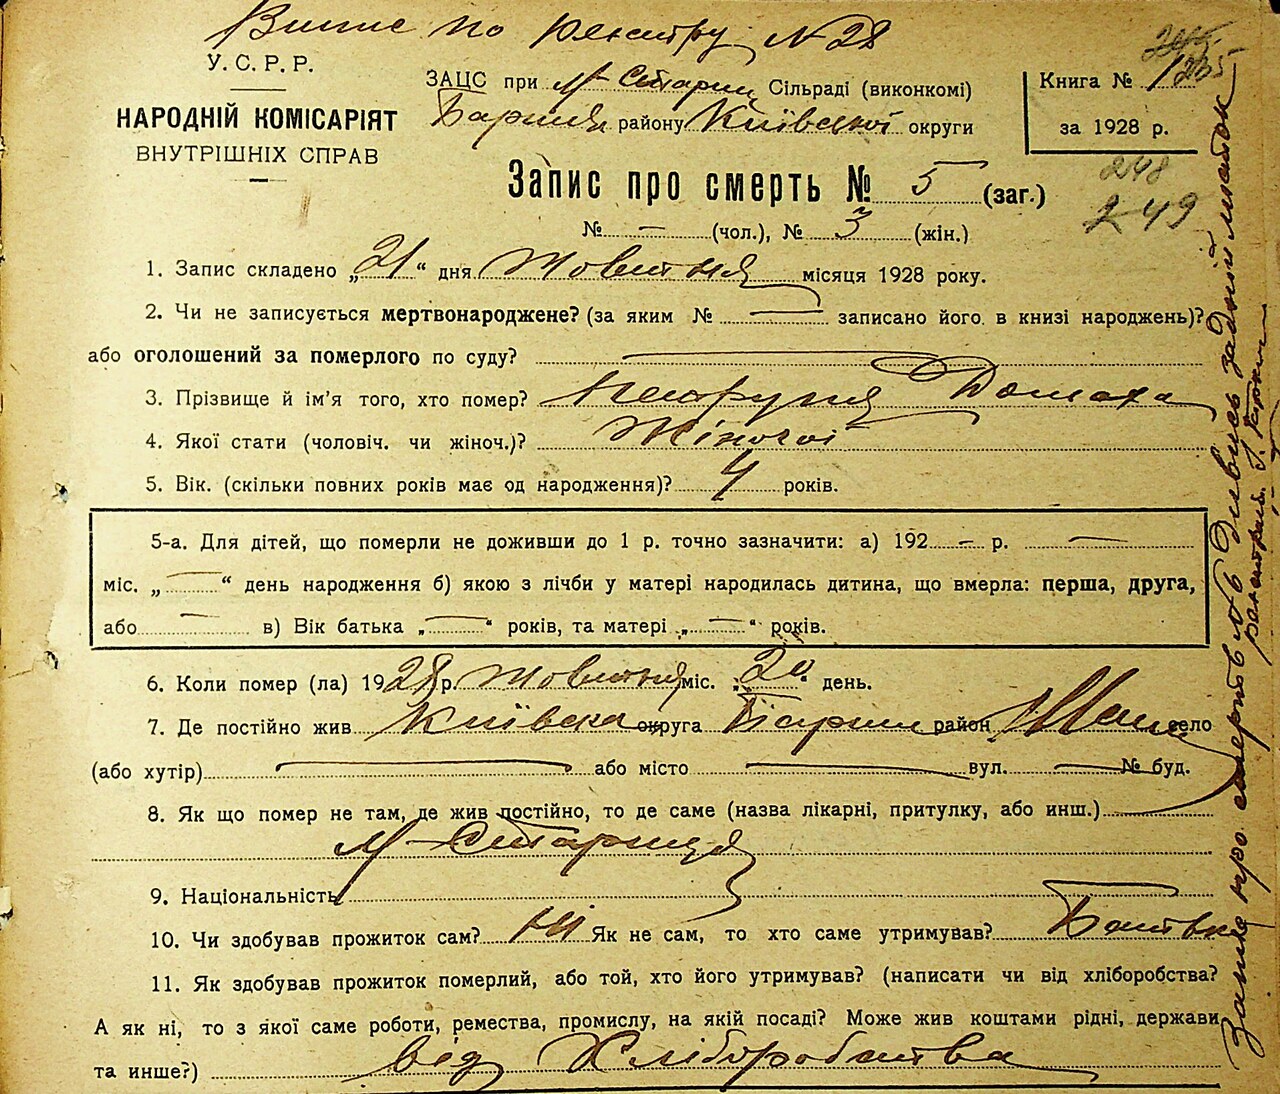 Витяг по реєстру №28
У. С. Р. Р.
НАРОДНІЙ КОМІСАРІЯТ
ВНУТРІШНІХ СПРАВ
ЗАЦС при М-Стариц Сільраді (виконкомі)
району Київської округи
Книга № 1
за 1928 р.
248
249
Запис про смерть № 5 (заг.)
№ — (чол.), № 3 (жін.)
1. Запис складено „21“ дня Жовтня місяця 1928 року.
2. Чи не записується мертвонароджене? (за яким № — записано його в книзі народжень)?
або оголошений за померлого по суду? —
3. Прізвище й ім’я того, хто помер? Домаха
4. Якої стати (чоловіч. чи жіноч.)? Жіночої
5. Вік. (скільки повних років має од народження)? 4 років.
5-а. Для дітей, що померли не доживши до 1 р. точно зазначити: а) 192 — р. —
міс. „—“ день народження б) якою з лічби у матері народилась дитина, що вмерла: перша, друга,
або — в) Вік батька „—“ років, та матері „—“ років.
6. Коли помер (ла) 1928 р. Жовтня міс. „20“ день.
7. Де постійно жив Київська округа район село
(або хутір) — або місто — вул. — № буд.
8. Як що помер не там, де жив постійно, то де саме (назва лікарні, притулку, або инш.) —
М-Стариця
9. Національність
10. Чи здобував прожиток сам? Ні Як не сам, то хто саме утримував? Батьки
11. Як здобував прожиток померлий, або той, хто його утримував? (написати чи від хліборобства?
А як ні, то з якої саме роботи, ремества, промислу, на якій посаді? Може жив коштами рідні, держави
та инше?) від Хліборобства